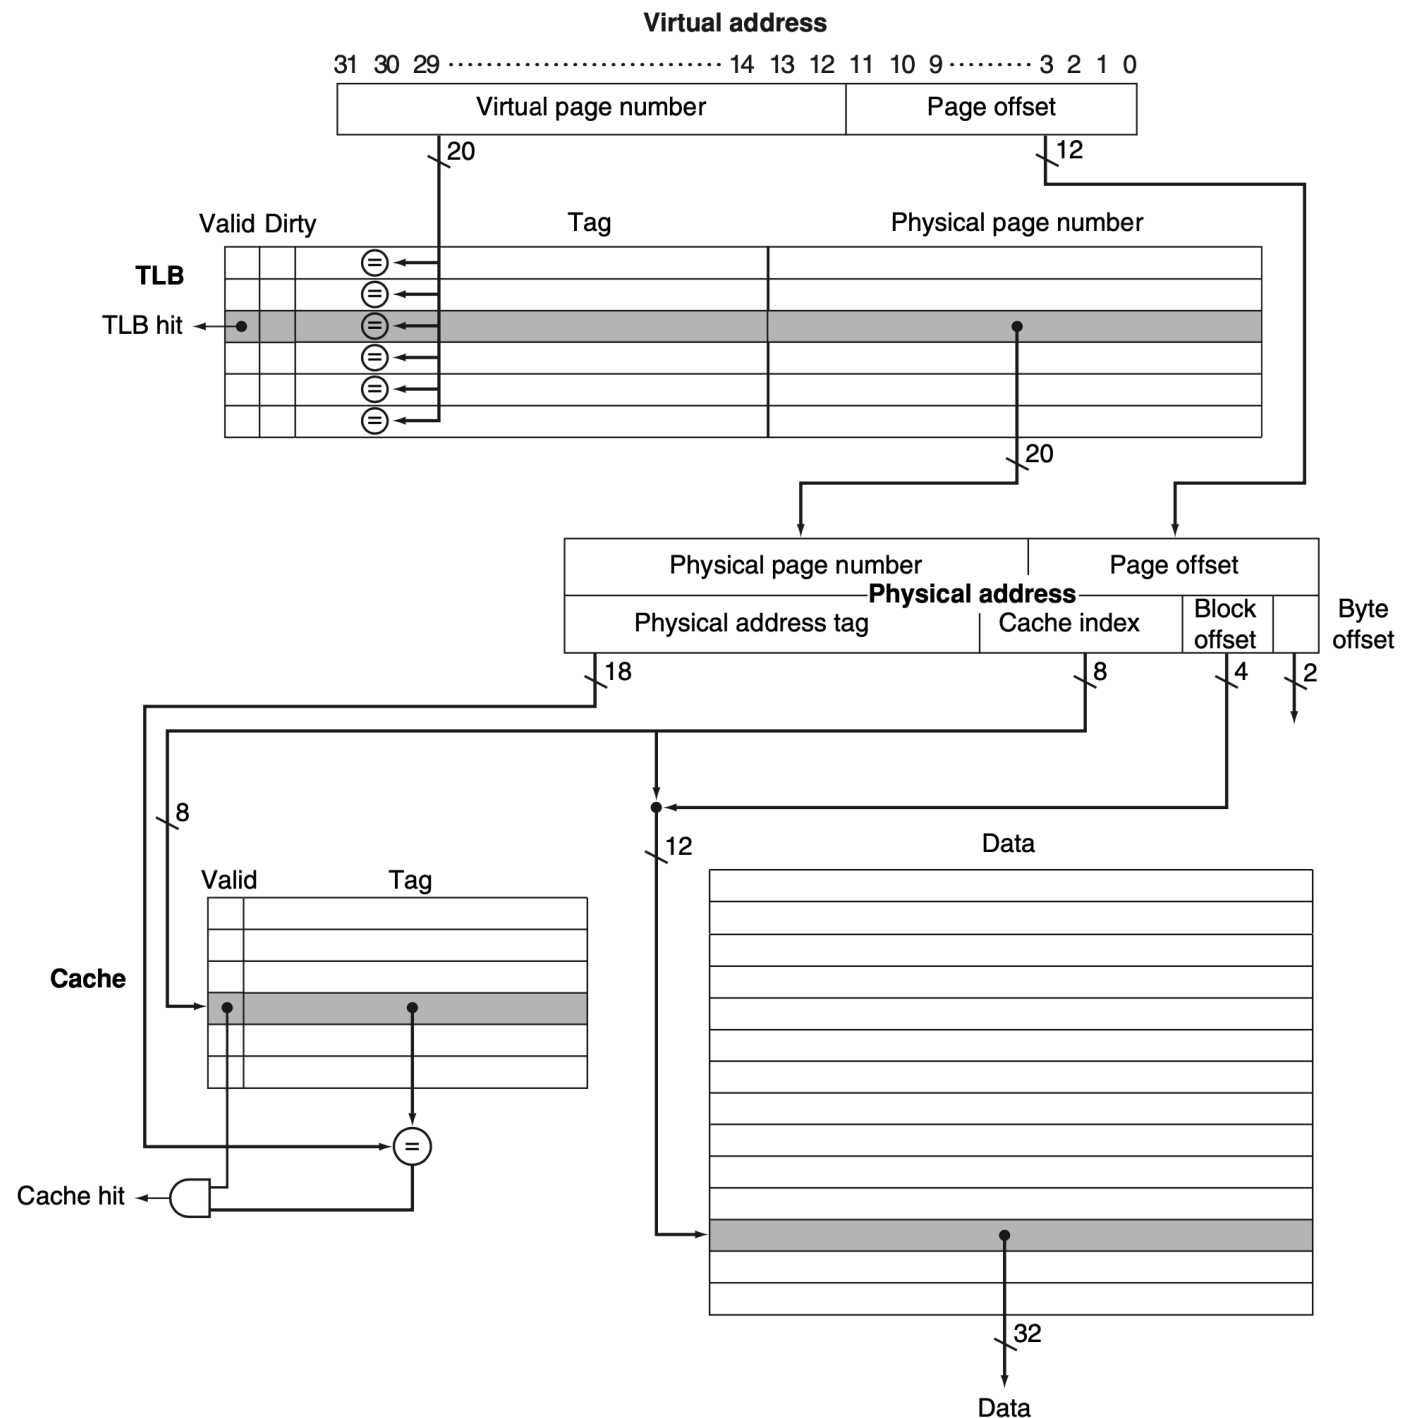 Virtual address
31 30 29 ........................... 14 13 12 11 10 9 ......... 3 2 1 0
Virtual page number Page offset
20 12
Valid Dirty Tag Physical page number
TLB
=
=
TLB hit =
=
=
=
20
Physical page number Page offset
Physical address
Physical address tag Cache index Block offset Byte offset
18 8 4 2
8
12
Data
Valid Tag
Cache
=
Cache hit
32
Data